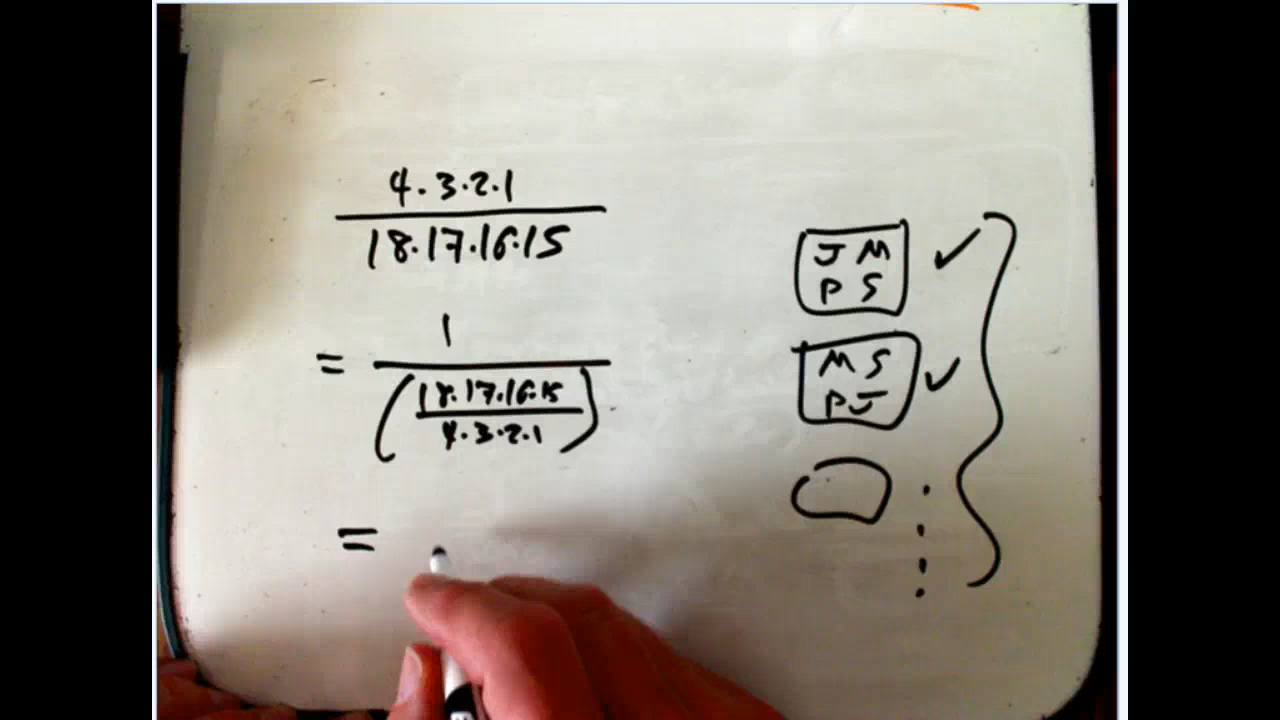 4·3·2·1
18·17·16·15
= 1
(18·17·16·15
4·3·2·1)
=
J M
P S ✓
M S
P J ✓